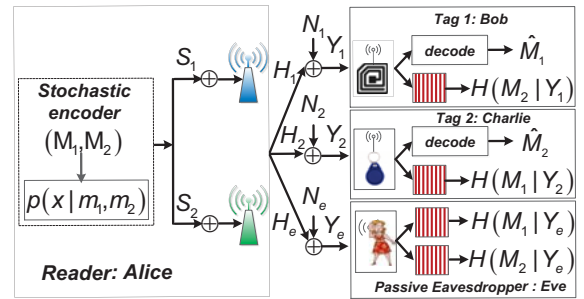 Stochastic encoder
(M₁,M₂)
p(x | m₁,m₂)
Reader: Alice
S₁
S₂
H₁
H₂
Hₑ
N₁
Y₁
N₂
Y₂
Nₑ
Yₑ
Tag 1: Bob
decode
M̂₁
H(M₂ | Y₁)
Tag 2: Charlie
decode
M̂₂
H(M₁ | Y₂)
H(M₁ | Yₑ)
H(M₂ | Yₑ)
Passive Eavesdropper : Eve